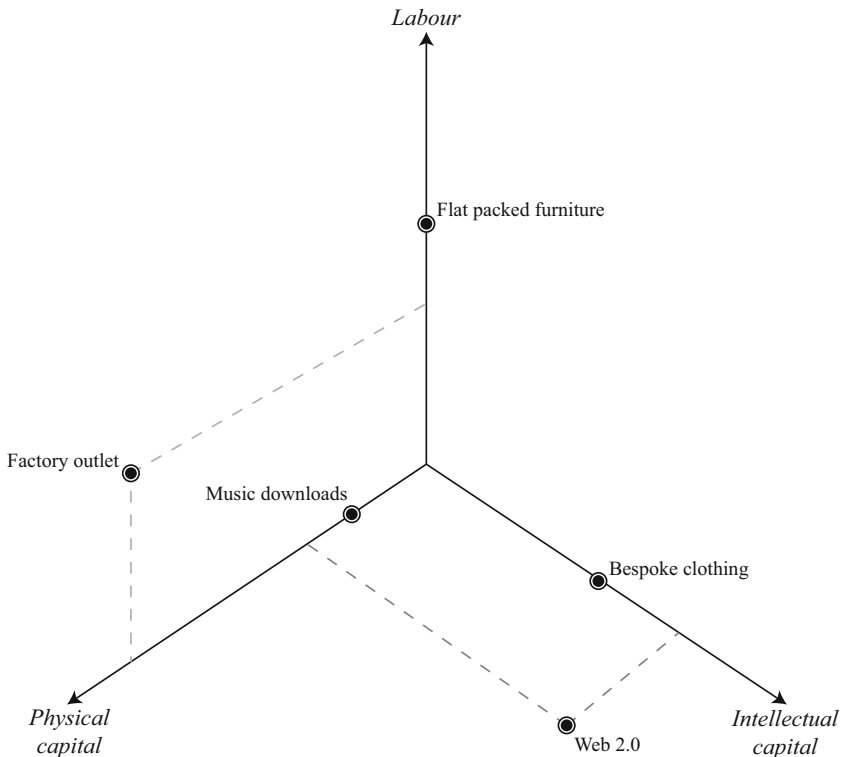 Labour
Flat packed furniture
Factory outlet
Music downloads
Bespoke clothing
Physical
capital
Intellectual
capital
Web 2.0